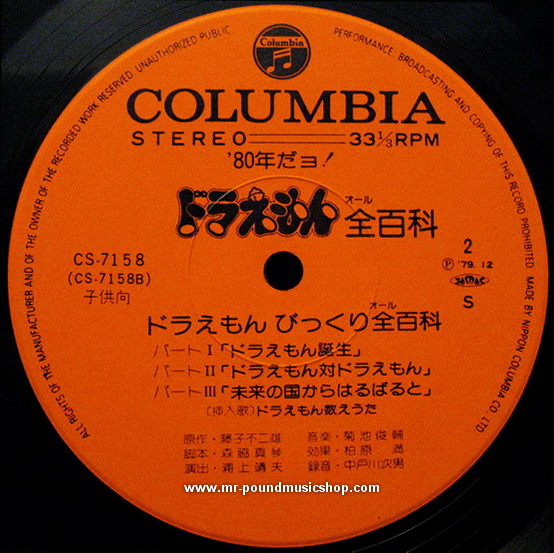 ALL RIGHTS OF THE MANUFACTURER AND OF THE OWNER OF THE RECORDED WORK RESERVED. UNAUTHORIZED PUBLIC PERFORMANCE, BROADCASTING AND COPYING OF THIS RECORD PROHIBITED. MADE BY NIPPON COLUMBIA CO. LTD
Columbia
COLUMBIA
STEREO 33⅓RPM
'80年だョ!
ドラえもん全百科
オール
CS-7158
(CS-7158B)
子供向
2
Ⓟ '79. 12
JASRAC
S
オール
ドラえもん びっくり全百科
パートⅠ「ドラえもん誕生」
パートⅡ「ドラえもん対ドラえもん」
パートⅢ「未来の国からはるばると」
(挿入歌)ドラえもん数えうた
原作・藤子不二雄 音楽・菊池俊輔
脚本・森脇真琴 効果・柏原 満
演出・浦上靖夫 録音・中戸川次男
www.mr-poundmusicshop.com